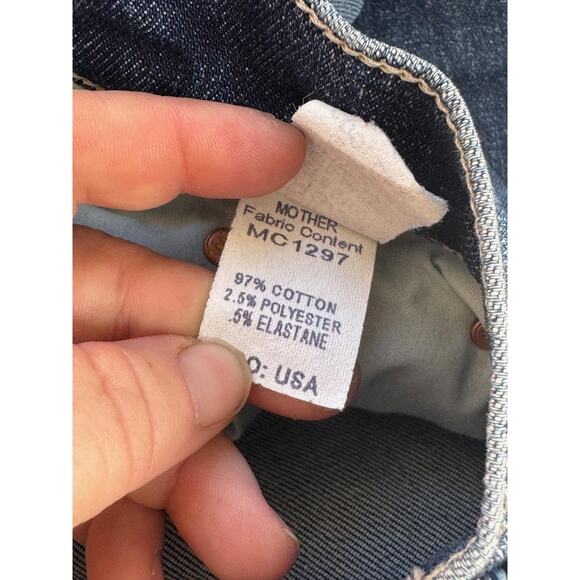 MOTHER
Fabric Content
MC1297
97% COTTON
2.5% POLYESTER
.5% ELASTANE
O: USA